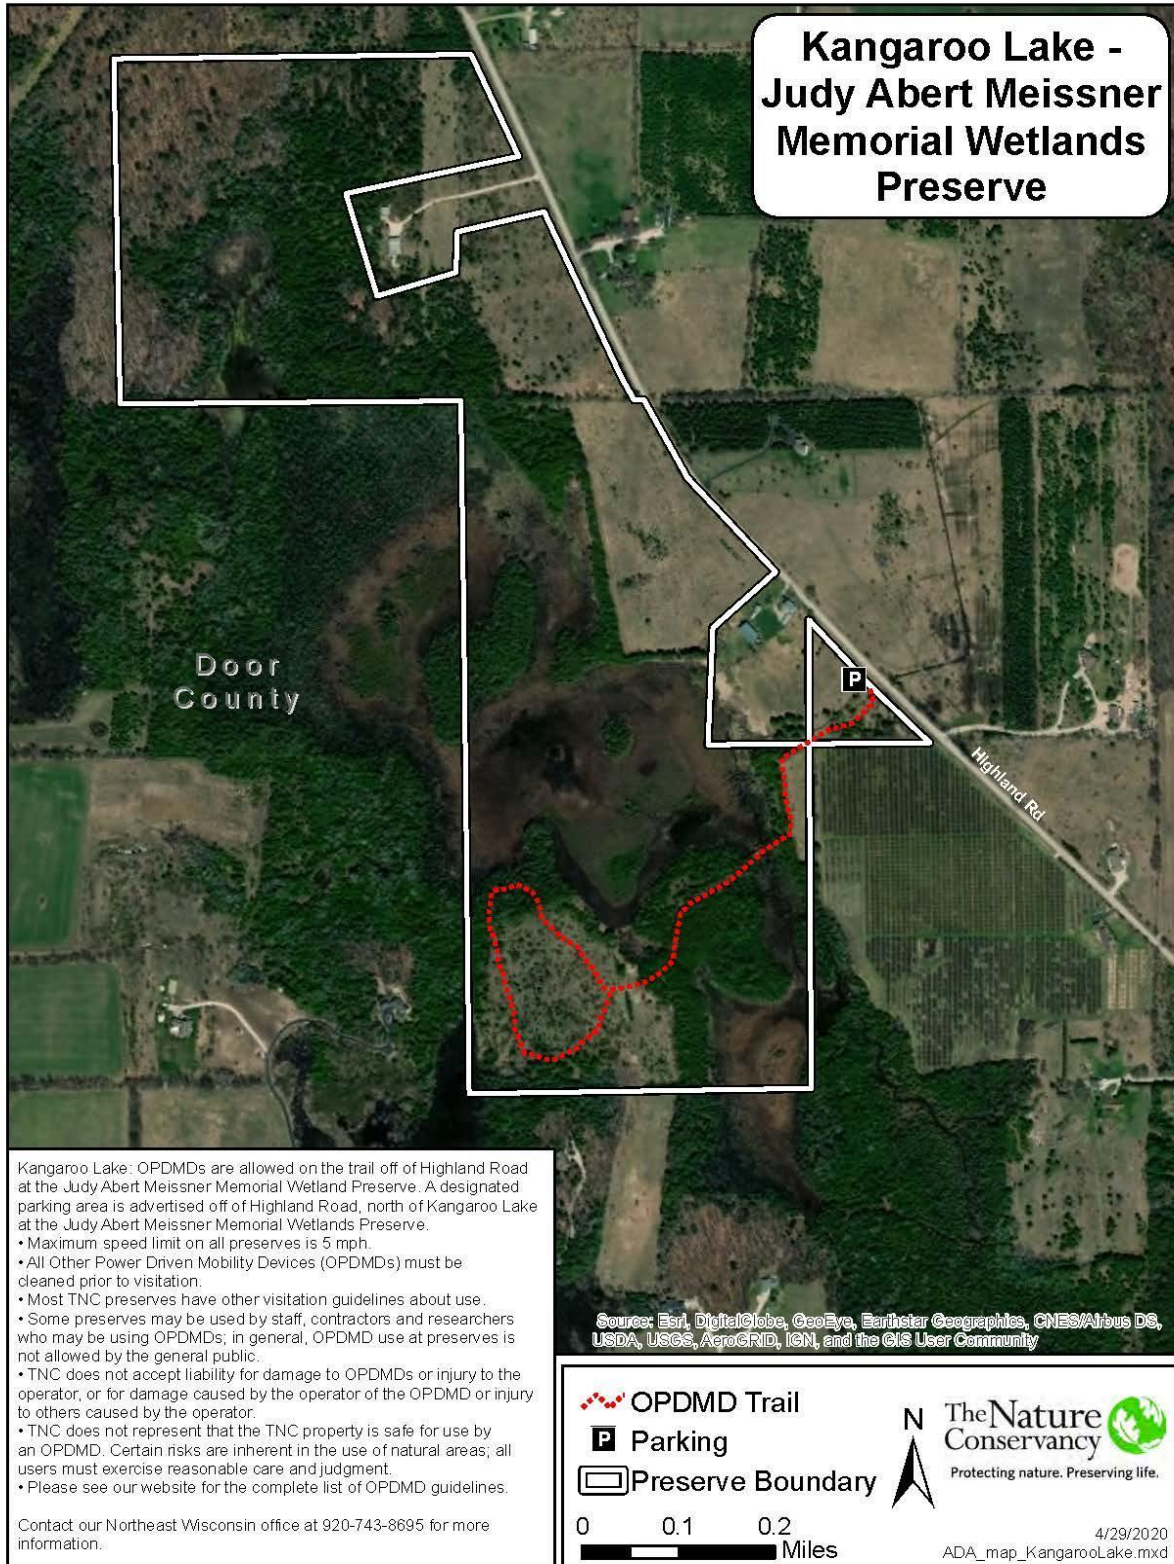 Kangaroo Lake -
Judy Abert Meissner
Memorial Wetlands
Preserve
Door
County
P
Highland Rd
Kangaroo Lake: OPDMDs are allowed on the trail off of Highland Road
at the Judy Abert Meissner Memorial Wetland Preserve. A designated
parking area is advertised off of Highland Road, north of Kangaroo Lake
at the Judy Abert Meissner Memorial Wetlands Preserve.
• Maximum speed limit on all preserves is 5 mph.
• All Other Power Driven Mobility Devices (OPDMDs) must be
cleaned prior to visitation.
• Most TNC preserves have other visitation guidelines about use.
• Some preserves may be used by staff, contractors and researchers
who may be using OPDMDs; in general, OPDMD use at preserves is
not allowed by the general public.
• TNC does not accept liability for damage to OPDMDs or injury to the
operator, or for damage caused by the operator of the OPDMD or injury
to others caused by the operator.
• TNC does not represent that the TNC property is safe for use by
an OPDMD. Certain risks are inherent in the use of natural areas; all
users must exercise reasonable care and judgment.
• Please see our website for the complete list of OPDMD guidelines.
Contact our Northeast Wisconsin office at 920-743-8695 for more
information.
Source: Esri, DigitalGlobe, GeoEye, Earthstar Geographics, CNES/Airbus DS,
USDA, USGS, AeroGRID, IGN, and the GIS User Community
OPDMD Trail
P Parking
Preserve Boundary
0 0.1 0.2
Miles
N
The Nature
Conservancy
Protecting nature. Preserving life.
4/29/2020
ADA_map_KangarooLake.mxd